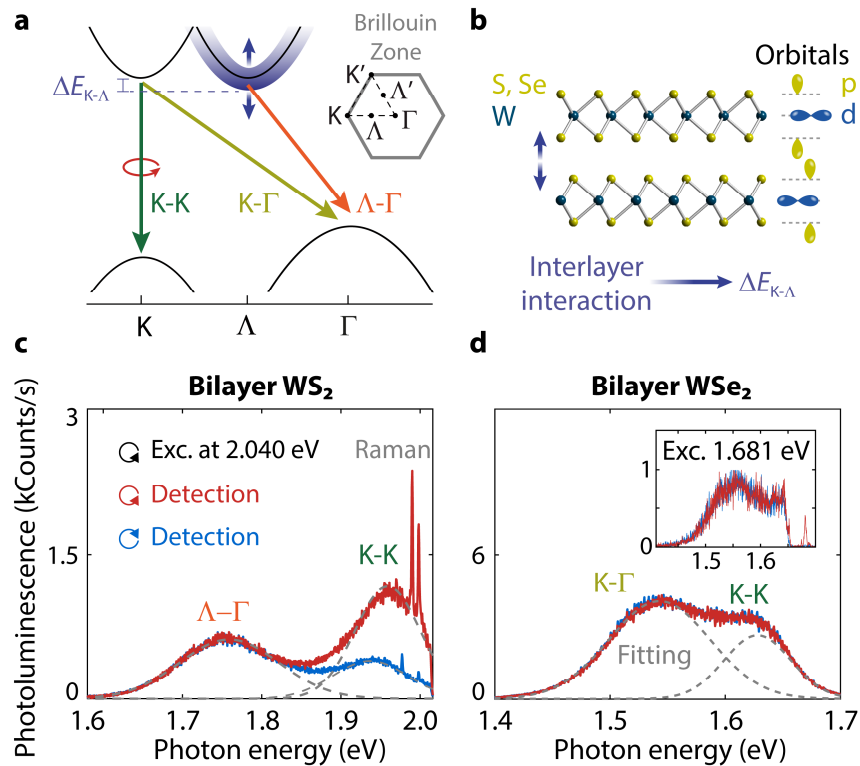 a
Brillouin
Zone
K′
Λ′
K
Λ
Γ
ΔE_K-Λ
K-K
K-Γ
Λ-Γ
K
Λ
Γ
b
Orbitals
S, Se
p
W
d
Interlayer
interaction
ΔE_K-Λ
c
Bilayer WS₂
Photoluminescence (kCounts/s)
3
1.5
0
Exc. at 2.040 eV
Raman
Detection
Detection
K-K
Λ–Γ
1.6
1.7
1.8
1.9
2.0
Photon energy (eV)
d
Bilayer WSe₂
Exc. 1.681 eV
1
0
1.5
1.6
6
0
K-Γ
K-K
Fitting
1.4
1.5
1.6
1.7
Photon energy (eV)